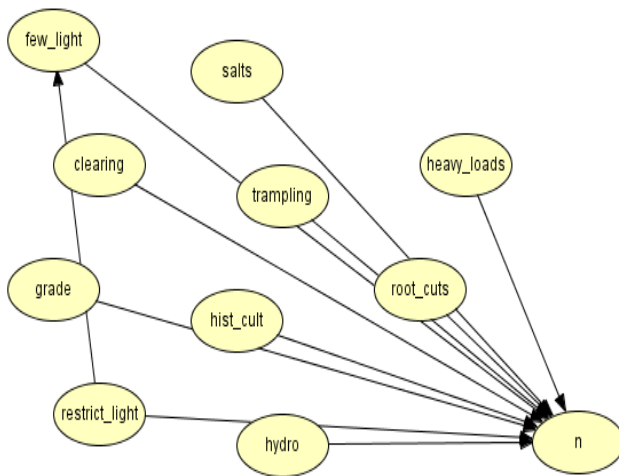 few_light
salts
clearing
heavy_loads
trampling
grade
root_cuts
hist_cult
restrict_light
hydro
n